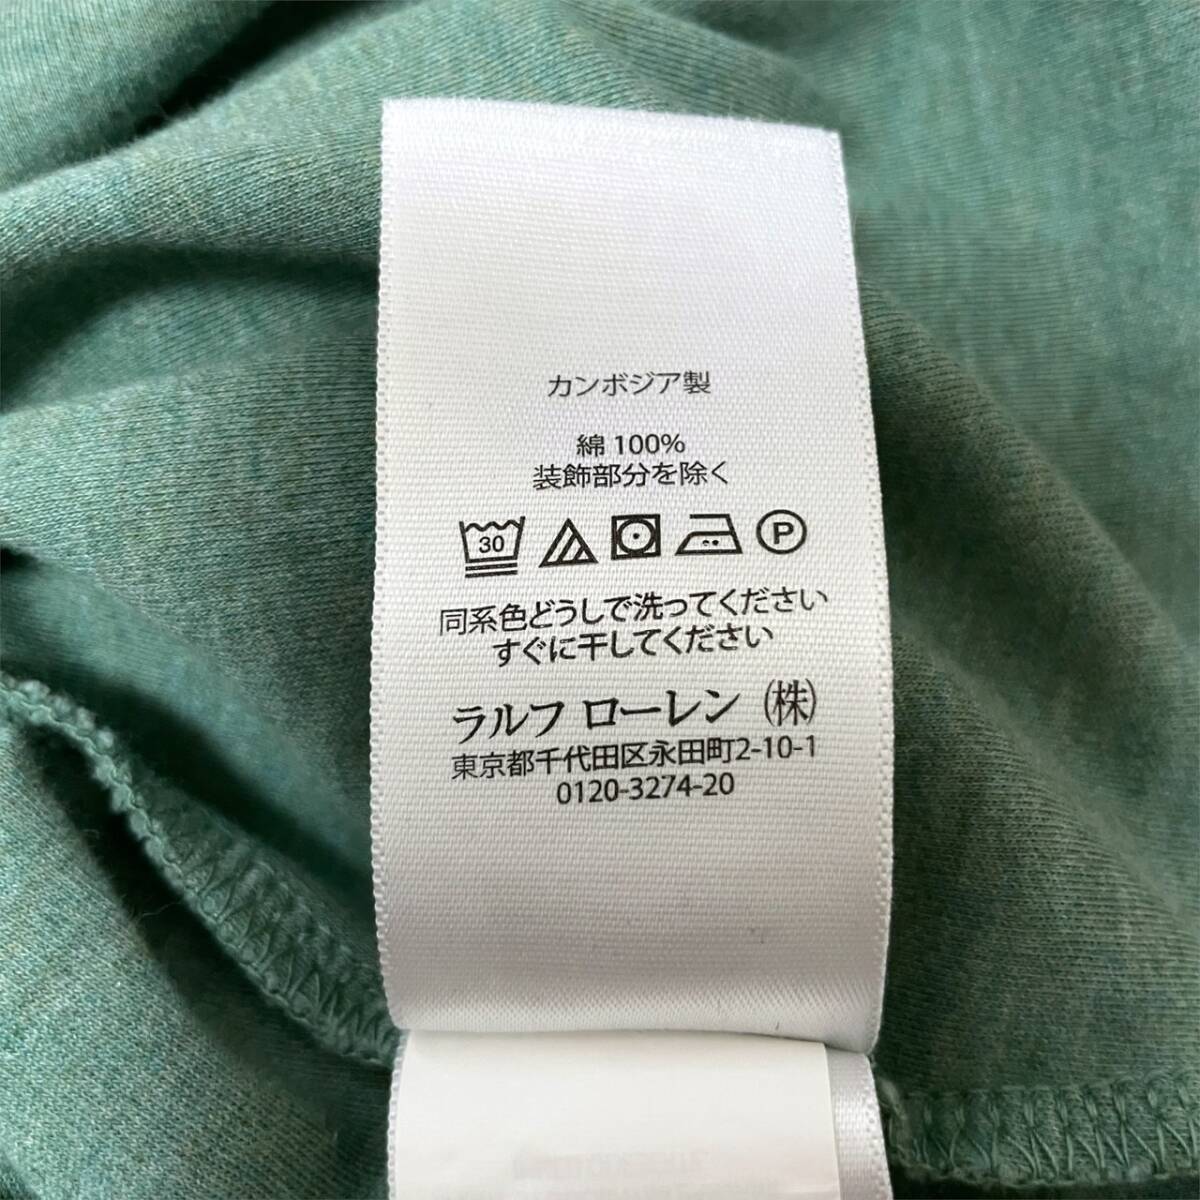 カンボジア製
綿 100%
装飾部分を除く
30 P
同系色どうしで洗ってください
すぐに干してください
ラルフ ローレン (株)
東京都千代田区永田町2-10-1
0120-3274-20